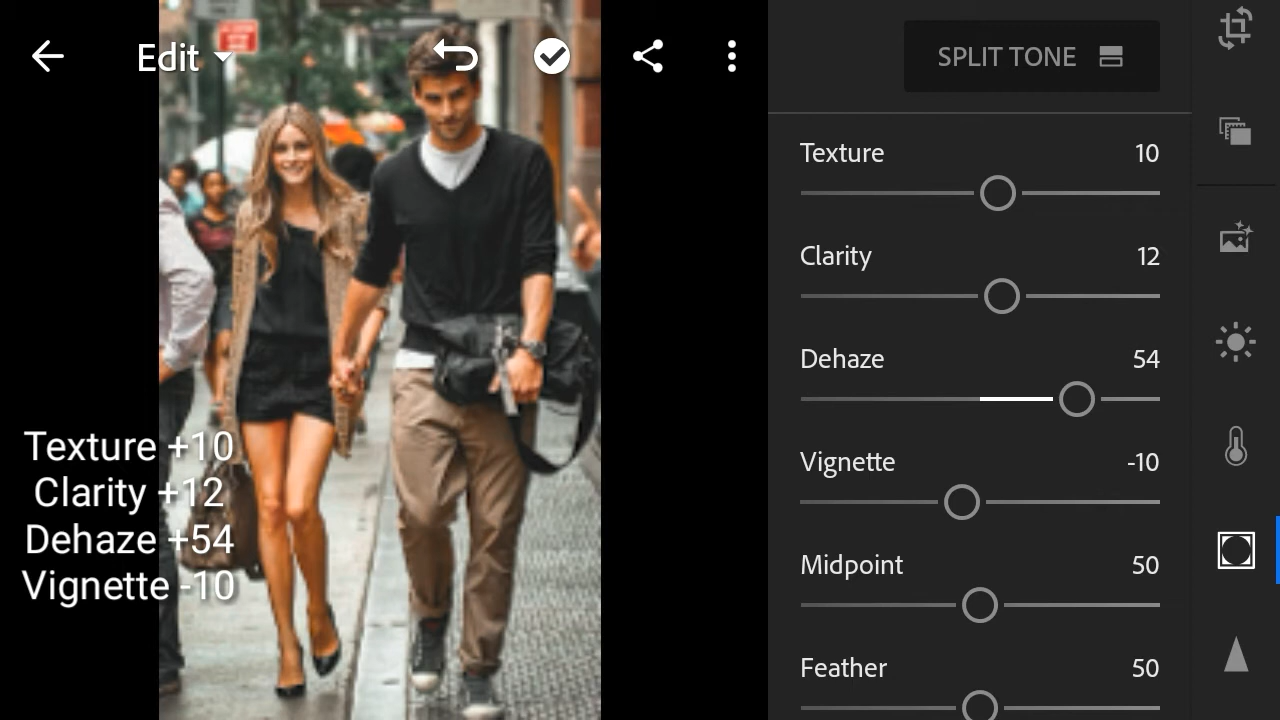 Edit
SPLIT TONE
Texture 10
Clarity 12
Dehaze 54
Vignette -10
Midpoint 50
Feather 50
Texture +10
Clarity +12
Dehaze +54
Vignette -10